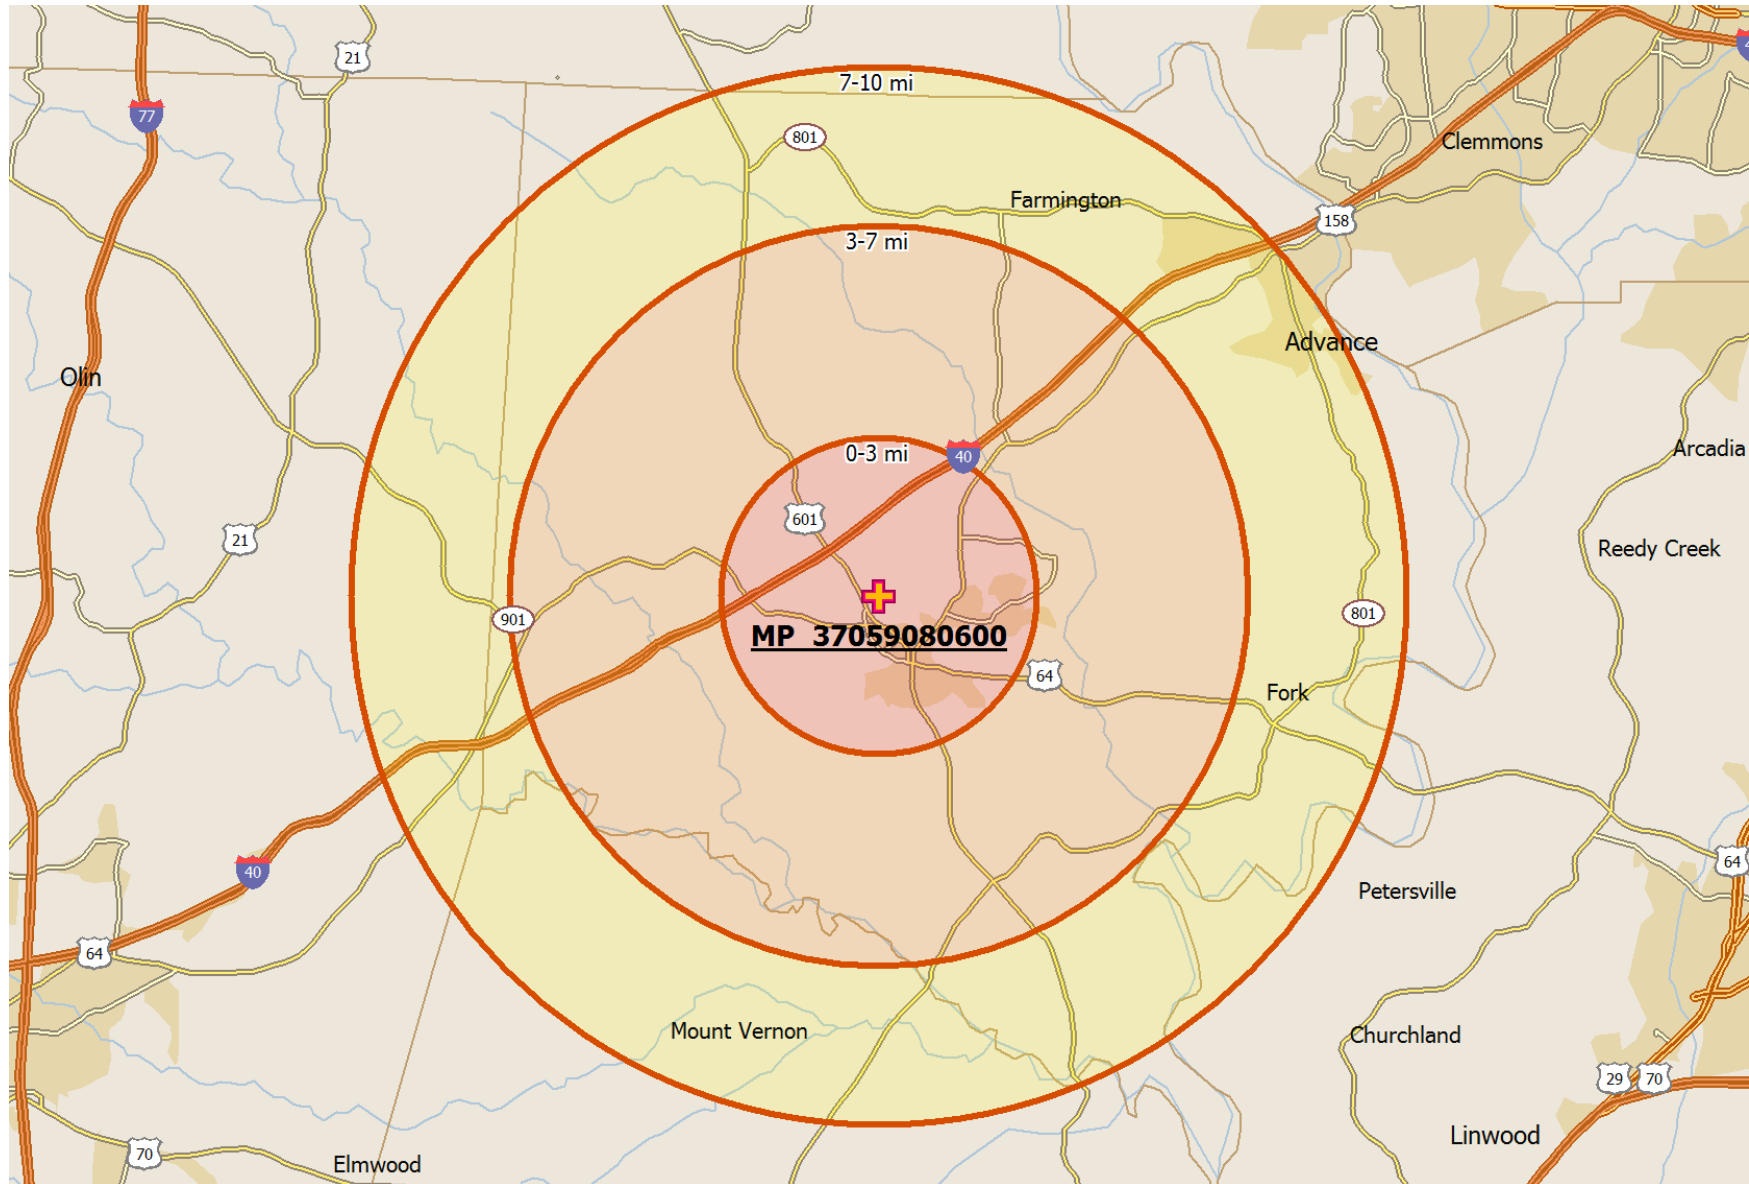 21
7-10 mi
77
801
Clemmons
Farmington
158
3-7 mi
Advance
Olin
0-3 mi
40
Arcadia
601
21
Reedy Creek
901
801
MP 37059080600
64
Fork
40
64
Petersville
64
Mount Vernon
Churchland
29
70
Linwood
70
Elmwood